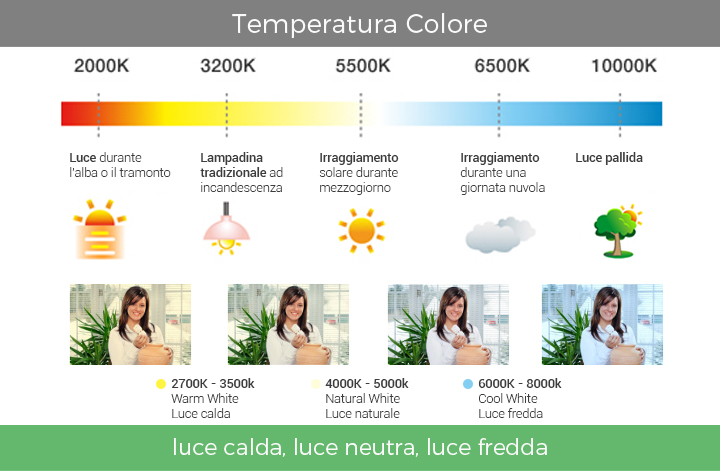 Temperatura Colore
2000K
3200K
5500K
6500K
10000K
Luce durante
l'alba o il tramonto
Lampadina
tradizionale ad
incandescenza
Irraggiamento
solare durante
mezzogiorno
Irraggiamento
durante una
giornata nuvola
Luce pallida
2700K - 3500k
Warm White
Luce calda
4000K - 5000k
Natural White
Luce naturale
6000K - 8000k
Cool White
Luce fredda
luce calda, luce neutra, luce fredda